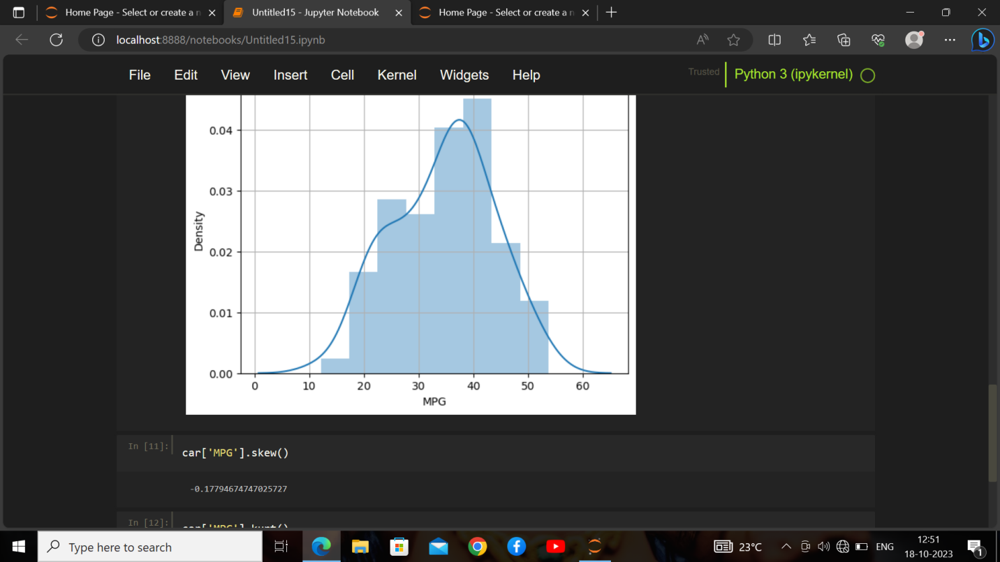 Home Page - Select or create a n
Untitled15 - Jupyter Notebook
Home Page - Select or create a n
localhost:8888/notebooks/Untitled15.ipynb
File Edit View Insert Cell Kernel Widgets Help
Trusted
Python 3 (ipykernel)
0.04
0.03
0.02
0.01
0.00
Density
0 10 20 30 40 50 60
MPG
In [11]:
car['MPG'].skew()
-0.17794674747025727
In [12]:
car['MPG'].kurt()
Type here to search
23°C
ENG
12:51
18-10-2023
1